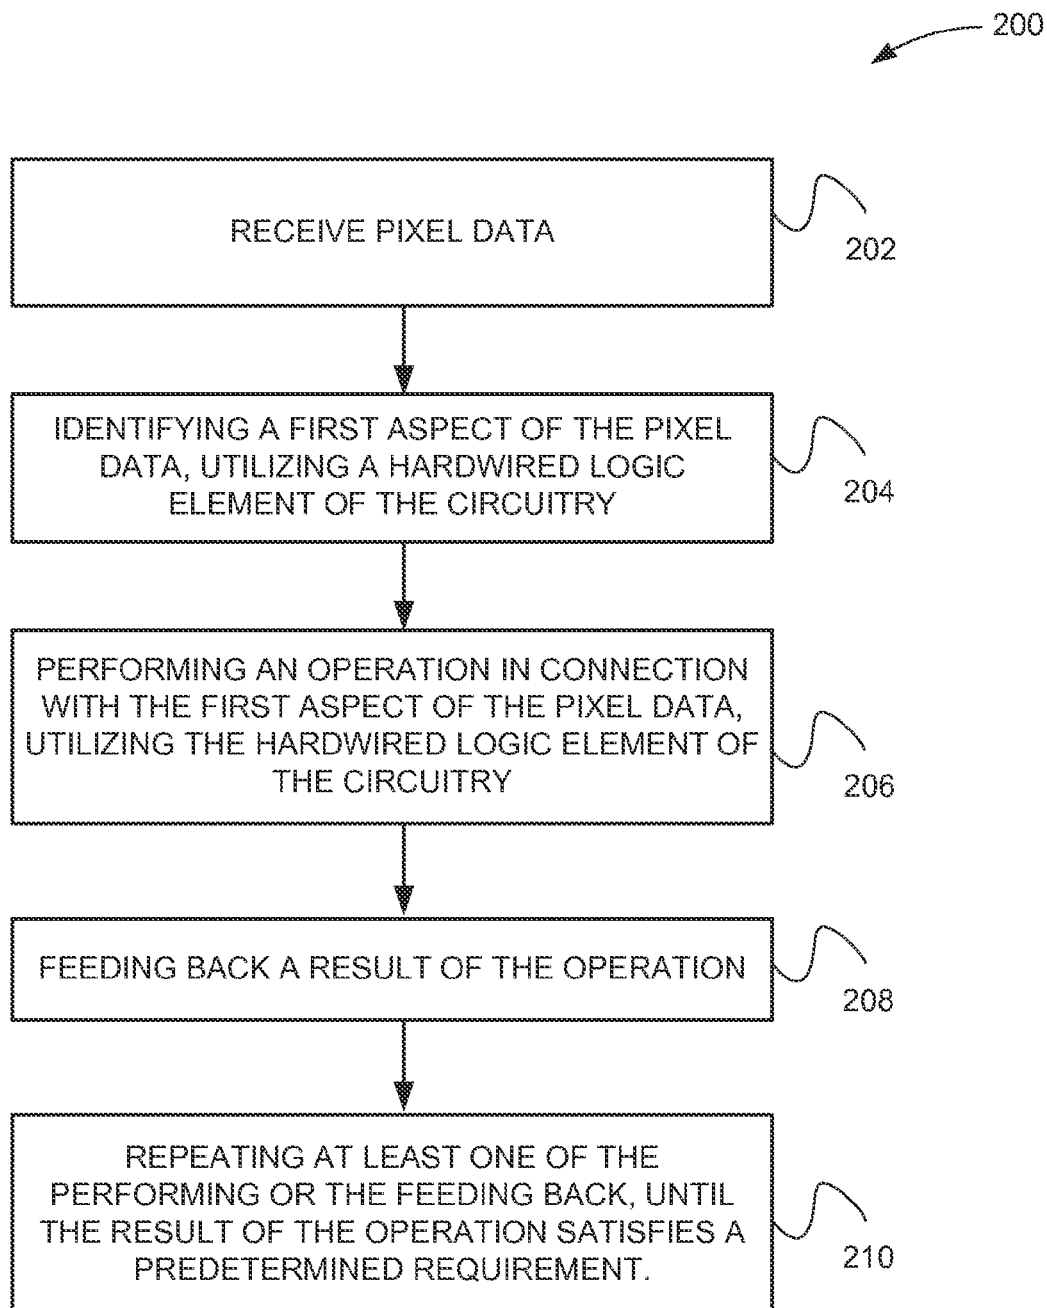 200
RECEIVE PIXEL DATA
202
IDENTIFYING A FIRST ASPECT OF THE PIXEL
DATA, UTILIZING A HARDWIRED LOGIC
ELEMENT OF THE CIRCUITRY
204
PERFORMING AN OPERATION IN CONNECTION
WITH THE FIRST ASPECT OF THE PIXEL DATA,
UTILIZING THE HARDWIRED LOGIC ELEMENT OF
THE CIRCUITRY
206
FEEDING BACK A RESULT OF THE OPERATION
208
REPEATING AT LEAST ONE OF THE
PERFORMING OR THE FEEDING BACK, UNTIL
THE RESULT OF THE OPERATION SATISFIES A
PREDETERMINED REQUIREMENT.
210